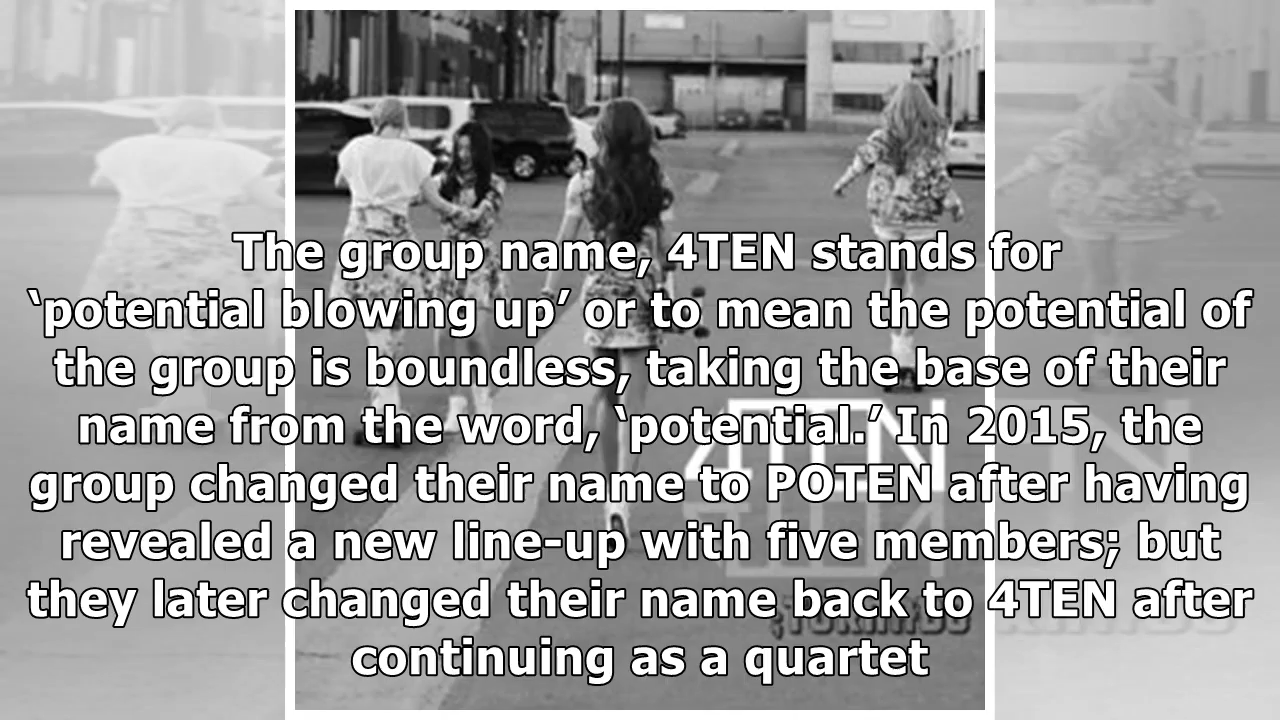 The group name, 4TEN stands for
‘potential blowing up’ or to mean the potential of
the group is boundless, taking the base of their
name from the word, ‘potential.’ In 2015, the
group changed their name to POTEN after having
revealed a new line-up with five members; but
they later changed their name back to 4TEN after
continuing as a quartet
4TEN